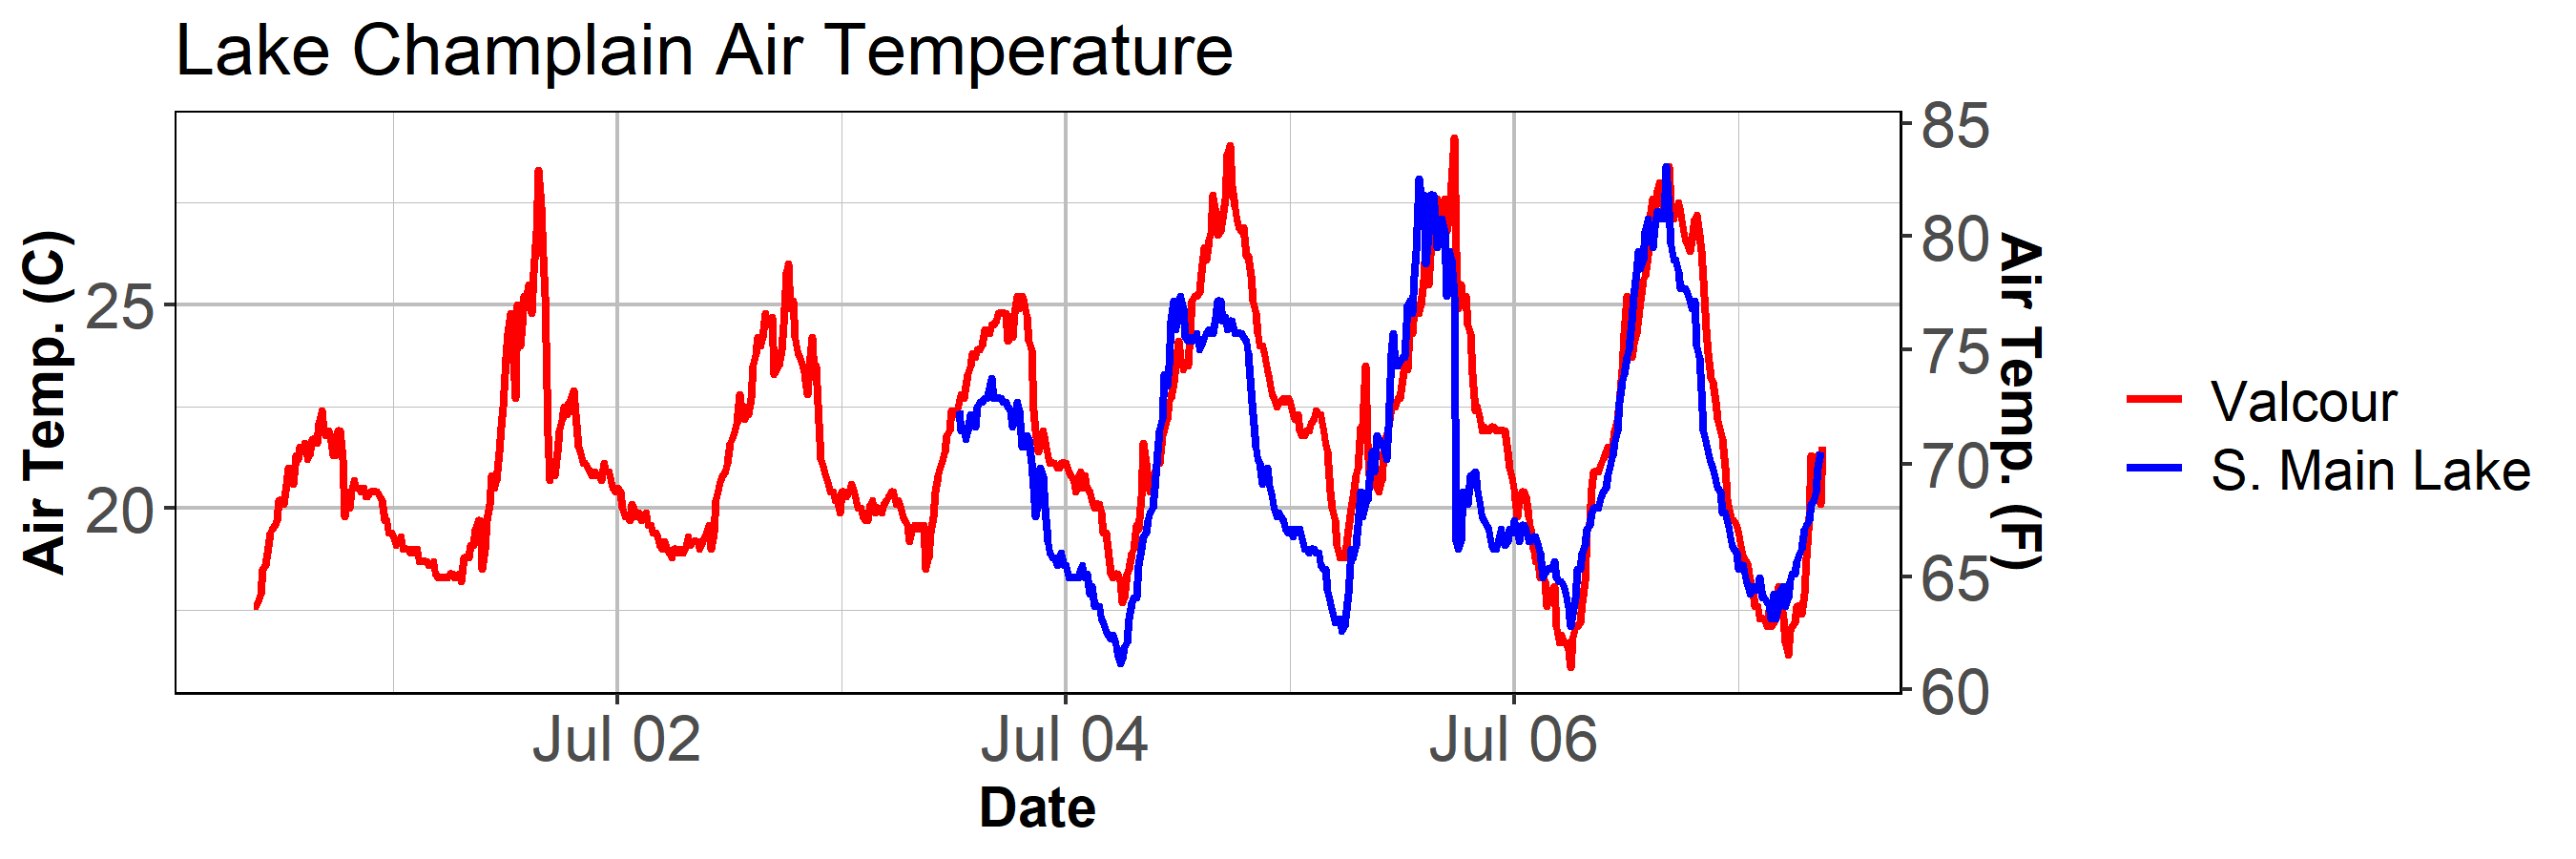 Lake Champlain Air Temperature
Air Temp. (C)
25
20
85
80
75
70
65
60
Air Temp. (F)
Valcour
S. Main Lake
Jul 02
Jul 04
Jul 06
Date